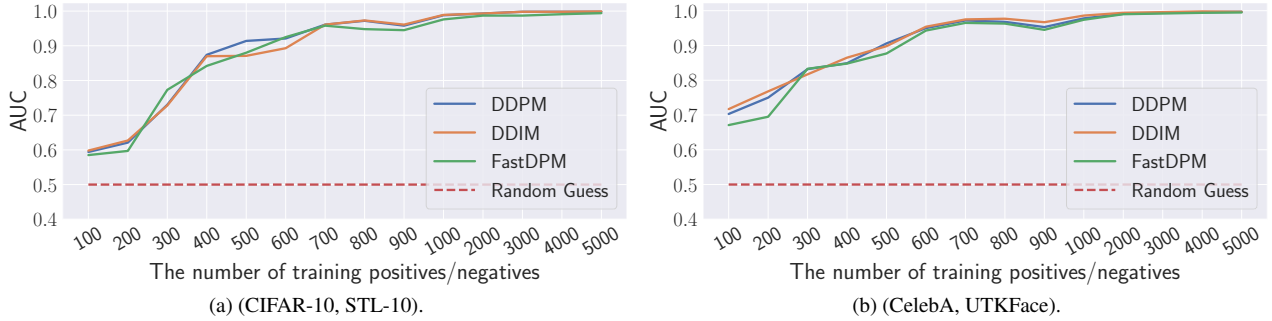 1.0
0.9
0.8
0.7
0.6
0.5
0.4
AUC
DDPM
DDIM
FastDPM
Random Guess
100 200 300 400 500 600 700 800 900 1000 2000 3000 4000 5000
The number of training positives/negatives
(a) (CIFAR-10, STL-10).
1.0
0.9
0.8
0.7
0.6
0.5
0.4
AUC
DDPM
DDIM
FastDPM
Random Guess
100 200 300 400 500 600 700 800 900 1000 2000 3000 4000 5000
The number of training positives/negatives
(b) (CelebA, UTKFace).